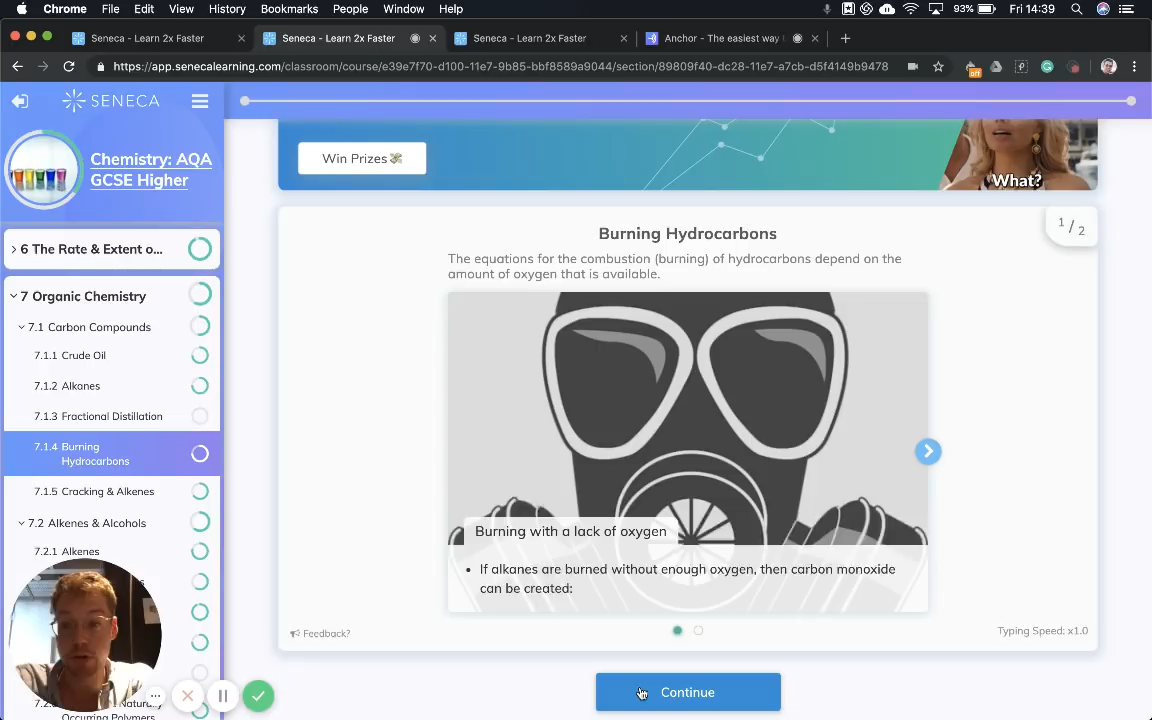 Chrome File Edit View History Bookmarks People Window Help 93% Fri 14:39
Seneca - Learn 2x Faster Seneca - Learn 2x Faster Seneca - Learn 2x Faster Anchor - The easiest way
https://app.senecalearning.com/classroom/course/e39e7f70-d100-11e7-9b85-bbf8589a9044/section/89809f40-dc28-11e7-a7cb-d5f4149b9478
off
SENECA
Chemistry: AQA
GCSE Higher
Win Prizes
What?
6 The Rate & Extent o...
7 Organic Chemistry
7.1 Carbon Compounds
7.1.1 Crude Oil
7.1.2 Alkanes
7.1.3 Fractional Distillation
7.1.4 Burning
Hydrocarbons
7.1.5 Cracking & Alkenes
7.2 Alkenes & Alcohols
7.2.1 Alkenes
Occurring Polymers
Burning Hydrocarbons
1 / 2
The equations for the combustion (burning) of hydrocarbons depend on the
amount of oxygen that is available.
Burning with a lack of oxygen
• If alkanes are burned without enough oxygen, then carbon monoxide
can be created:
Feedback?
Typing Speed: x1.0
Continue